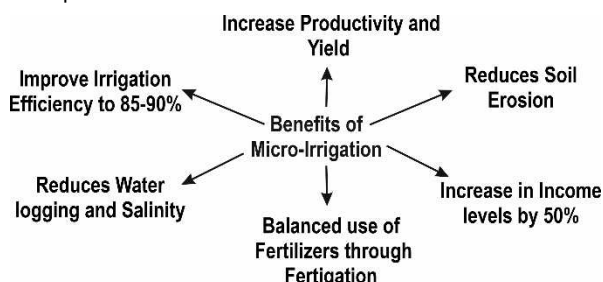 Increase Productivity and
Yield
Improve Irrigation
Efficiency to 85-90%
Reduces Soil
Erosion
Benefits of
Micro-Irrigation
Reduces Water
logging and Salinity
Increase in Income
levels by 50%
Balanced use of
Fertilizers through
Fertigation